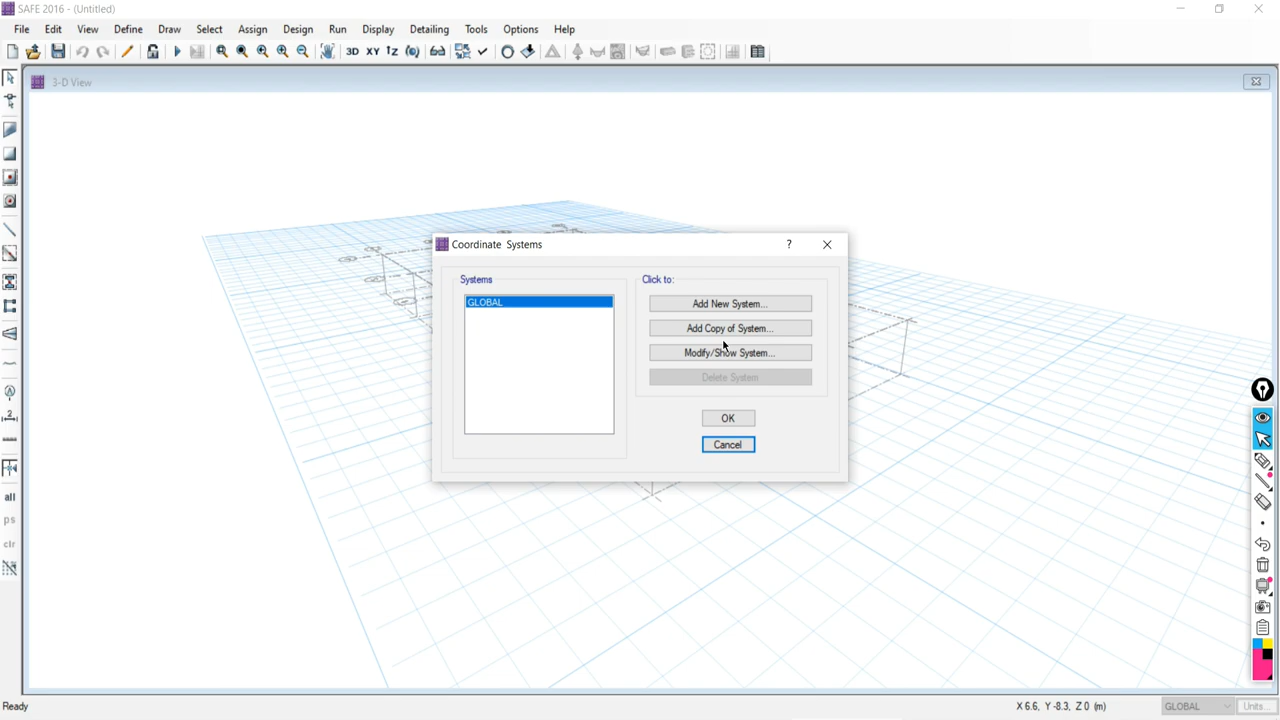 SAFE 2016 - (Untitled)
File Edit View Define Draw Select Assign Design Run Display Detailing Tools Options Help
3D XY
3-D View
Coordinate Systems ?
Systems
GLOBAL
Click to:
Add New System...
Add Copy of System...
Modify/Show System...
Delete System
OK
Cancel
2
all
ps
clr
Ready X 6.6, Y -8.3, Z 0 (m) GLOBAL Units...